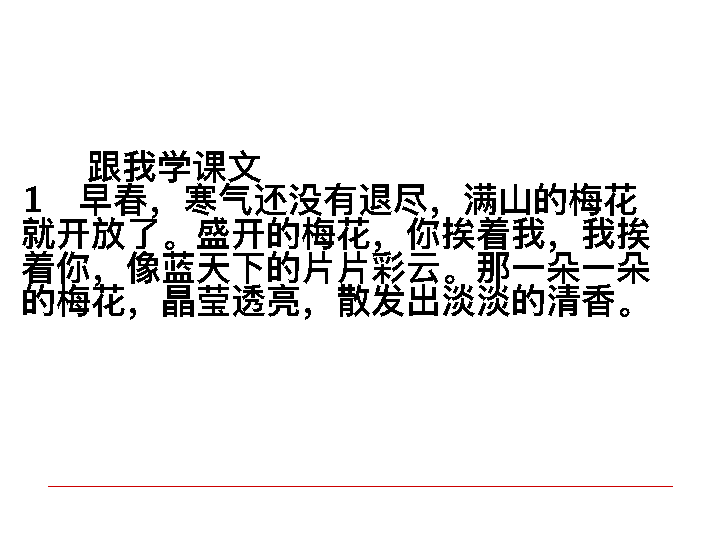 跟我学课文
1　早春，寒气还没有退尽，满山的梅花
就开放了。盛开的梅花，你挨着我，我挨
着你，像蓝天下的片片彩云。那一朵一朵
的梅花，晶莹透亮，散发出淡淡的清香。